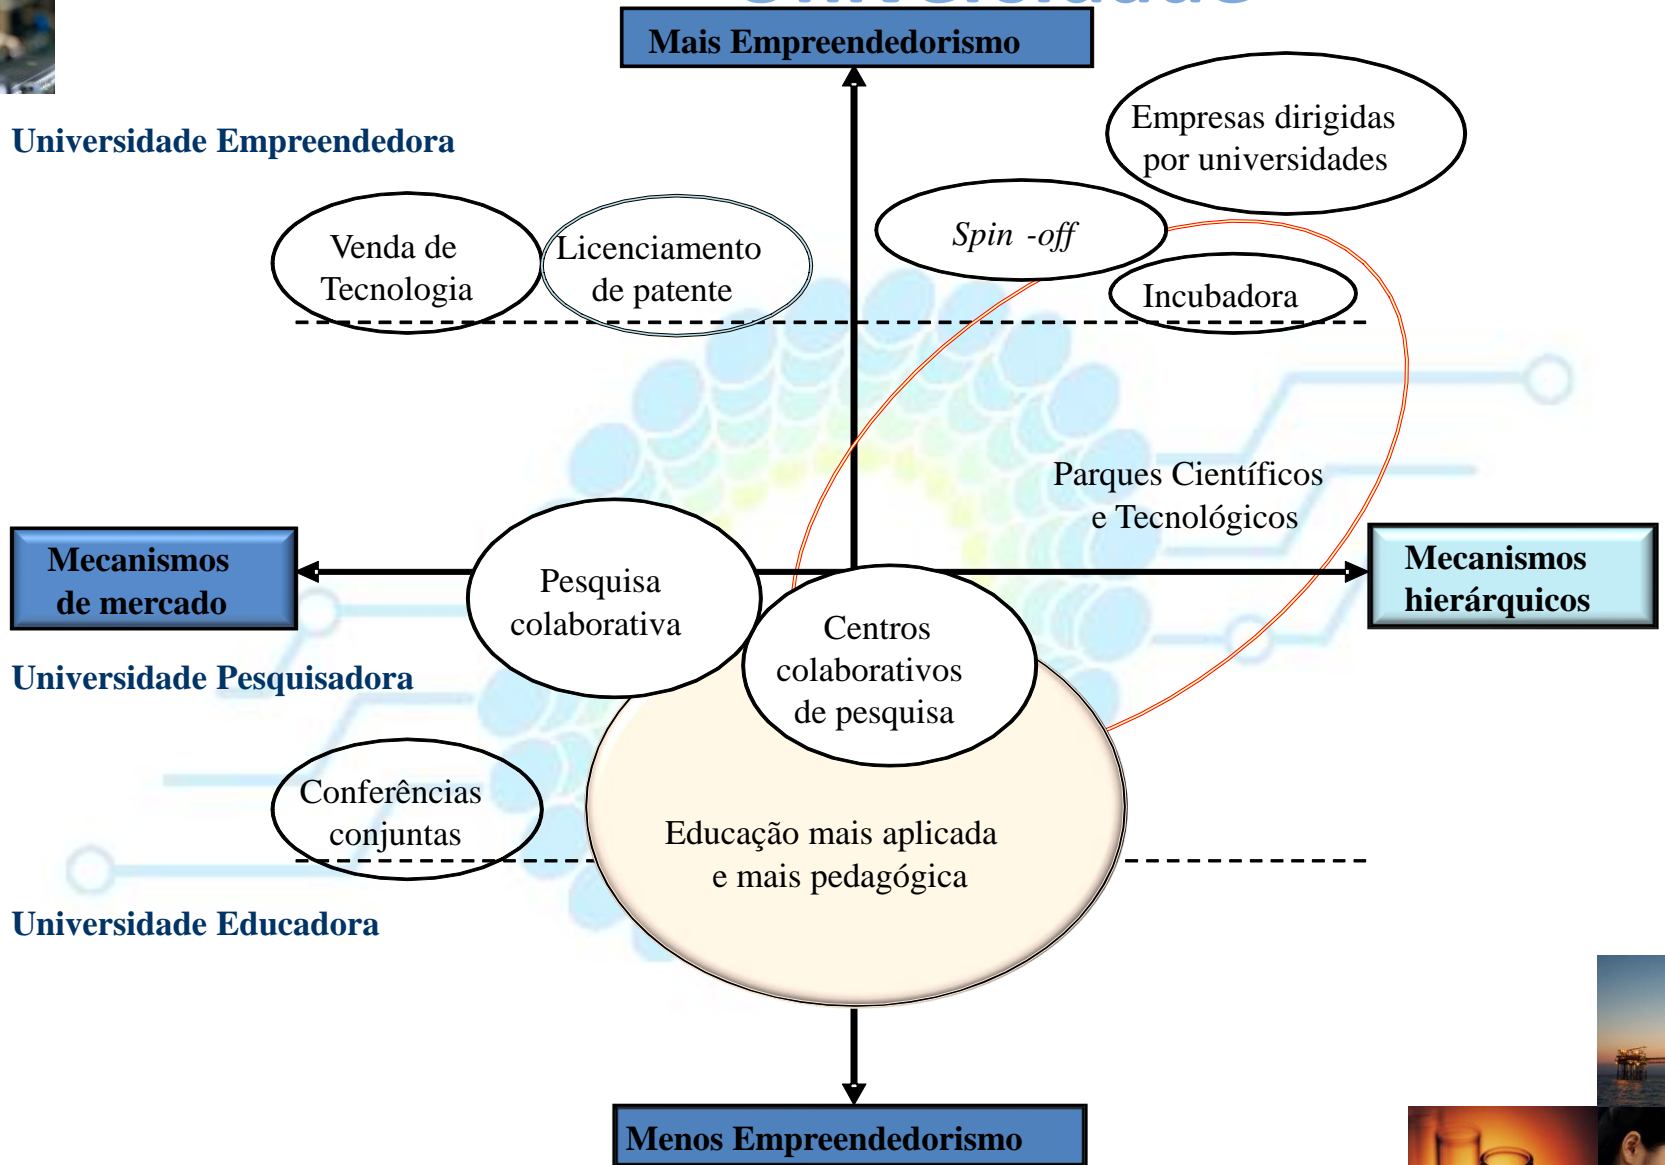 Mais Empreendedorismo
Empresas dirigidas
por universidades
Universidade Empreendedora
Spin -off
Venda de
Tecnologia
Licenciamento
de patente
Incubadora
Parques Científicos
e Tecnológicos
Mecanismos
de mercado
Pesquisa
colaborativa
Mecanismos
hierárquicos
Centros
colaborativos
de pesquisa
Universidade Pesquisadora
Conferências
conjuntas
Educação mais aplicada
e mais pedagógica
Universidade Educadora
Menos Empreendedorismo